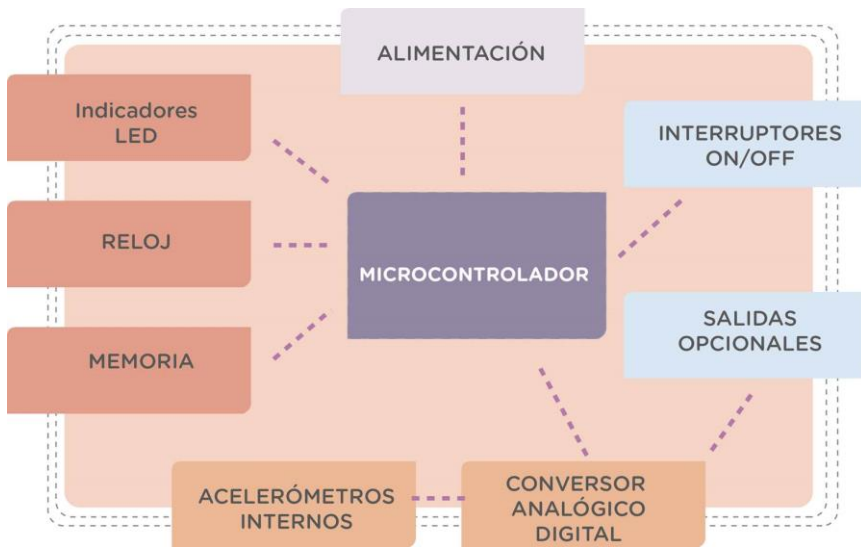 ALIMENTACIÓN
Indicadores
LED
INTERRUPTORES
ON/OFF
RELOJ
MICROCONTROLADOR
SALIDAS
OPCIONALES
MEMORIA
ACELERÓMETROS
INTERNOS
CONVERSOR
ANALÓGICO
DIGITAL